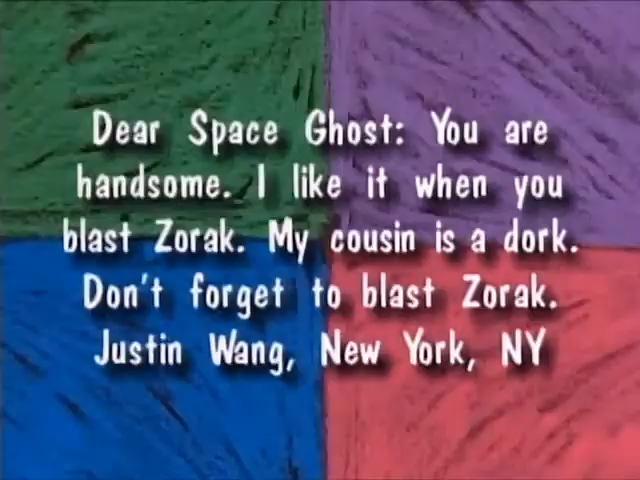 Dear Space Ghost: You are
handsome. I like it when you
blast Zorak. My cousin is a dork.
Don't forget to blast Zorak.
Justin Wang, New York, NY